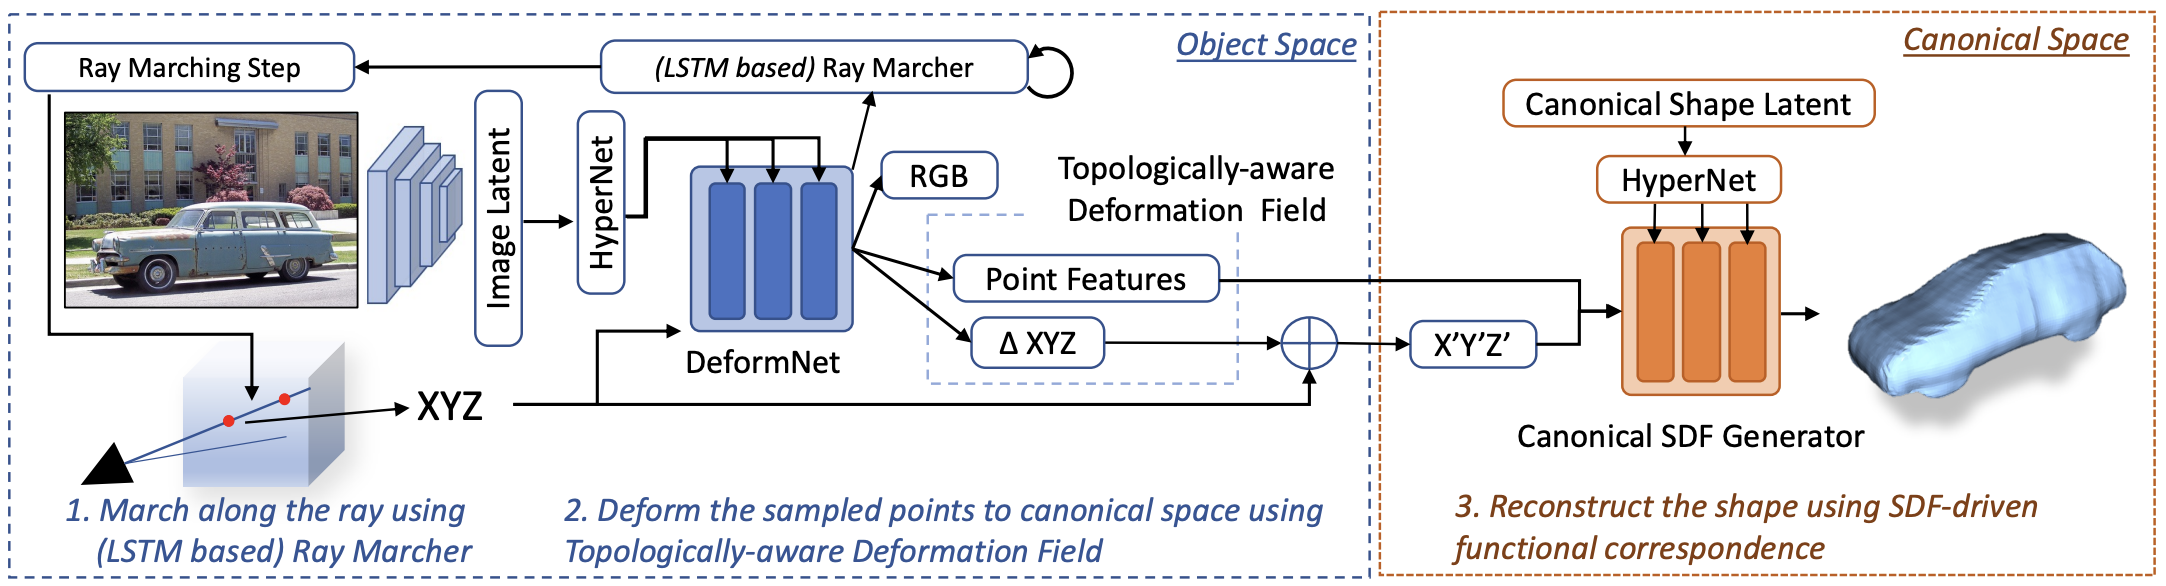 Object Space
Canonical Space
Ray Marching Step
(LSTM based) Ray Marcher
Image Latent
HyperNet
DeformNet
RGB
Topologically-aware
Deformation Field
Point Features
Δ XYZ
XYZ
X’Y’Z’
Canonical Shape Latent
HyperNet
Canonical SDF Generator
1. March along the ray using
(LSTM based) Ray Marcher
2. Deform the sampled points to canonical space using
Topologically-aware Deformation Field
3. Reconstruct the shape using SDF-driven
functional correspondence